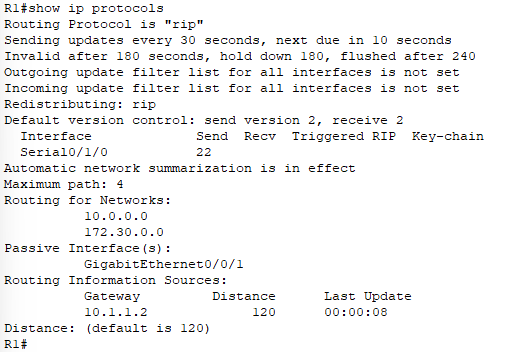 R1#show ip protocols
Routing Protocol is "rip"
Sending updates every 30 seconds, next due in 10 seconds
Invalid after 180 seconds, hold down 180, flushed after 240
Outgoing update filter list for all interfaces is not set
Incoming update filter list for all interfaces is not set
Redistributing: rip
Default version control: send version 2, receive 2
  Interface             Send  Recv  Triggered RIP  Key-chain
  Serial0/1/0           22
Automatic network summarization is in effect
Maximum path: 4
Routing for Networks:
          10.0.0.0
          172.30.0.0
Passive Interface(s):
          GigabitEthernet0/0/1
Routing Information Sources:
          Gateway         Distance      Last Update
          10.1.1.2             120      00:00:08
Distance: (default is 120)
R1#